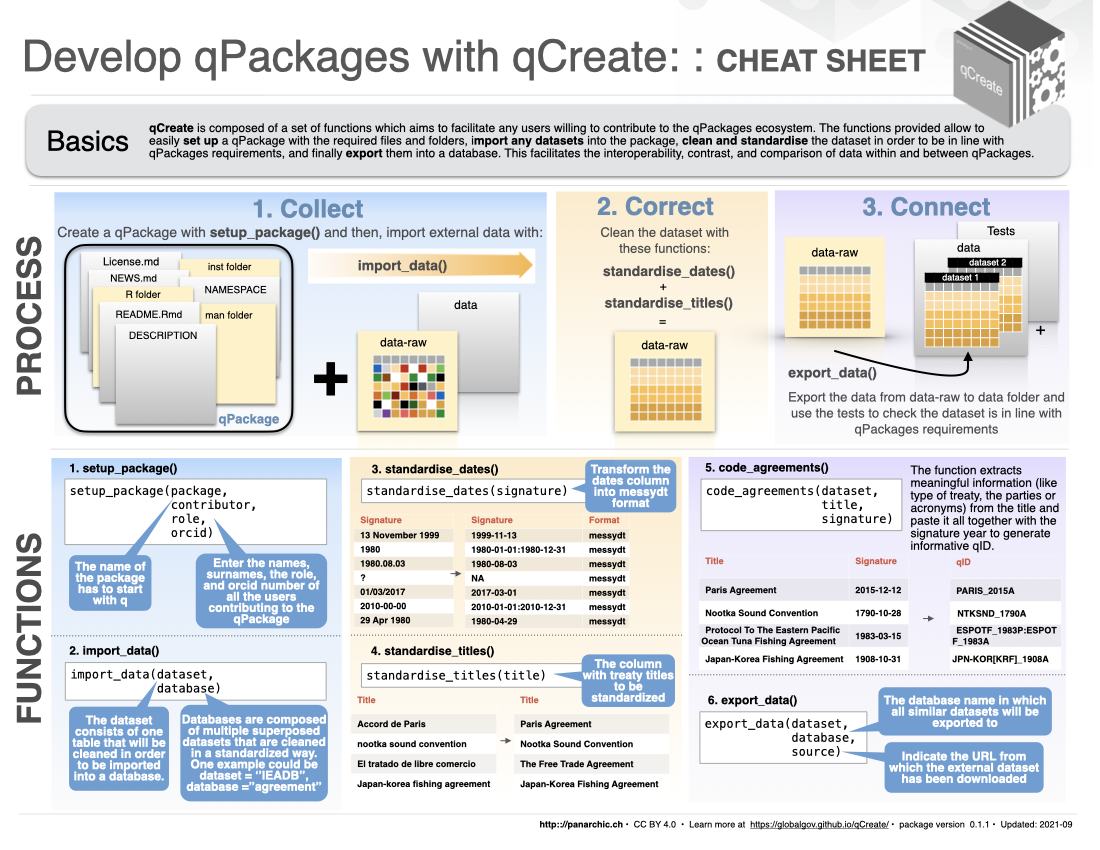 Develop qPackages with qCreate: : CHEAT SHEET
qCreate
Basics
qCreate is composed of a set of functions which aims to facilitate any users willing to contribute to the qPackages ecosystem. The functions provided allow to
easily set up a qPackage with the required files and folders, import any datasets into the package, clean and standardise the dataset in order to be in line with
qPackages requirements, and finally export them into a database. This facilitates the interoperability, contrast, and comparison of data within and between qPackages.
PROCESS
1. Collect
Create a qPackage with setup_package() and then, import external data with:
License.md
NEWS.md
R folder
README.Rmd
DESCRIPTION
inst folder
NAMESPACE
man folder
qPackage
import_data()
data
data-raw
2. Correct
Clean the dataset with
these functions:
standardise_dates()
+
standardise_titles()
=
data-raw
3. Connect
data-raw
Tests
data
dataset 2
dataset 1
+
export_data()
Export the data from data-raw to data folder and
use the tests to check the dataset is in line with
qPackages requirements
FUNCTIONS
1. setup_package()
setup_package(package,
contributor,
role,
orcid)
The name of
the package
has to start
with q
Enter the names,
surnames, the role,
and orcid number of
all the users
contributing to the
qPackage
2. import_data()
import_data(dataset,
database)
The dataset
consists of one
table that will be
cleaned in order
to be imported
into a database.
Databases are composed
of multiple superposed
datasets that are cleaned
in a standardized way.
One example could be
dataset = "IEADB",
database ="agreement"
3. standardise_dates()
standardise_dates(signature)
Transform the
dates column
into messydt
format
Signature Signature Format
13 November 1999 1999-11-13 messydt
1980 1980-01-01:1980-12-31 messydt
1980.08.03 1980-08-03 messydt
? NA messydt
01/03/2017 2017-03-01 messydt
2010-00-00 2010-01-01:2010-12-31 messydt
29 Apr 1980 1980-04-29 messydt
4. standardise_titles()
standardise_titles(title)
The column
with treaty titles
to be
standardized
Title Title
Accord de Paris Paris Agreement
nootka sound convention Nootka Sound Convention
El tratado de libre comercio The Free Trade Agreement
Japan-korea fishing agreement Japan-Korea Fishing Agreement
5. code_agreements()
code_agreements(dataset,
title,
signature)
The function extracts
meaningful information (like
type of treaty, the parties or
acronyms) from the title and
paste it all together with the
signature year to generate
informative qID.
Title Signature qID
Paris Agreement 2015-12-12 PARIS_2015A
Nootka Sound Convention 1790-10-28 NTKSND_1790A
Protocol To The Eastern Pacific
Ocean Tuna Fishing Agreement 1983-03-15 ESPOTF_1983P:ESPOT
F_1983A
Japan-Korea Fishing Agreement 1908-10-31 JPN-KOR[KRF]_1908A
6. export_data()
export_data(dataset,
database,
source)
The database name in which
all similar datasets will be
exported to
Indicate the URL from
which the external dataset
has been downloaded
http://panarchic.ch • CC BY 4.0 • Learn more at https://globalgov.github.io/qCreate/ • package version 0.1.1 • Updated: 2021-09